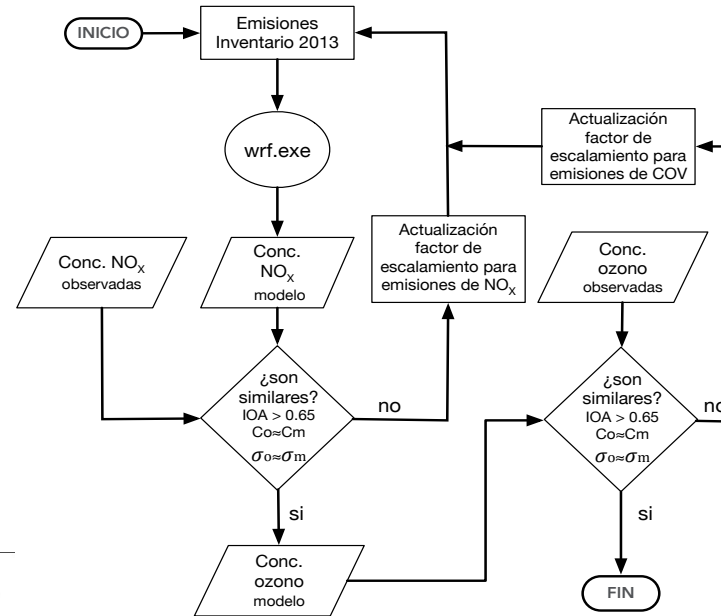 INICIO
Emisiones
Inventario 2013
wrf.exe
Actualización
factor de
escalamiento para
emisiones de COV
Conc. NOₓ
observadas
Conc.
NOₓ
modelo
Actualización
factor de
escalamiento para
emisiones de NOₓ
Conc.
ozono
observadas
¿son
similares?
IOA > 0.65
Co≈Cm
σo≈σm
no
si
¿son
similares?
IOA > 0.65
Co≈Cm
σo≈σm
no
si
Conc.
ozono
modelo
FIN